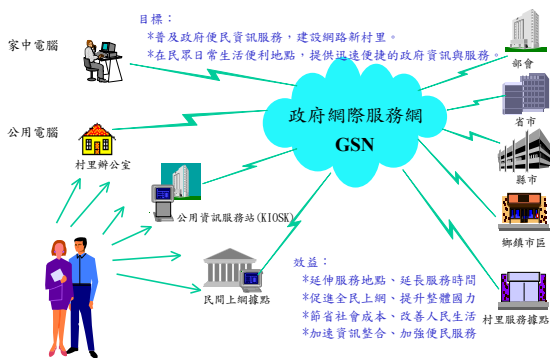 目標：
*普及政府便民資訊服務，建設網路新村里。
*在民眾日常生活便利地點，提供迅速便捷的政府資訊與服務。
家中電腦
部會
政府網際服務網
GSN
省市
公用電腦
村里辦公室
縣市
公用資訊服務站(KIOSK)
鄉鎮市區
效益：
*延伸服務地點、延長服務時間
*促進全民上網、提升整體國力
*節省社會成本、改善人民生活
*加速資訊整合、加強便民服務
民間上網據點
村里服務據點